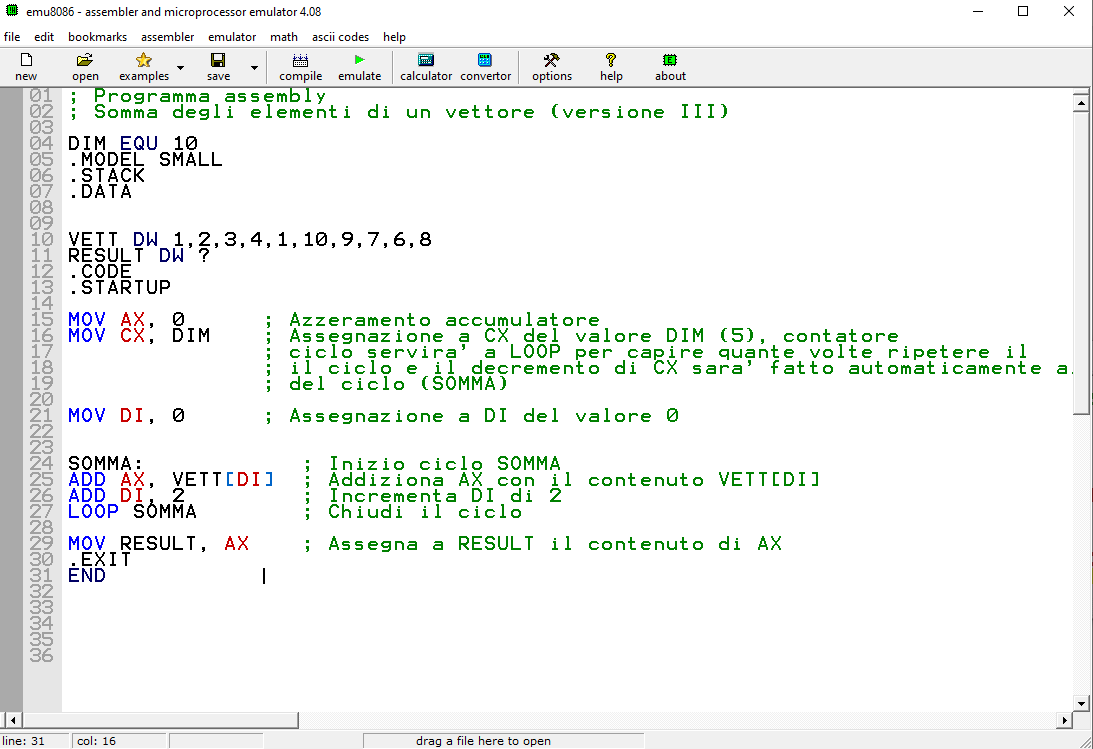 emu8086 - assembler and microprocessor emulator 4.08
file edit bookmarks assembler emulator math ascii codes help
new open examples save compile emulate calculator convertor options help about
01 ; Programma assembly
02 ; Somma degli elementi di un vettore (versione III)
03
04 DIM EQU 10
05 .MODEL SMALL
06 .STACK
07 .DATA
08
09
10 VETT DW 1,2,3,4,1,10,9,7,6,8
11 RESULT DW ?
12 .CODE
13 .STARTUP
14
15 MOV AX, 0 ; Azzeramento accumulatore
16 MOV CX, DIM ; Assegnazione a CX del valore DIM (5), contatore
17 ; ciclo servira' a LOOP per capire quante volte ripetere il
18 ; il ciclo e il decremento di CX sara' fatto automaticamente a
19 ; del ciclo (SOMMA)
20
21 MOV DI, 0 ; Assegnazione a DI del valore 0
22
23
24 SOMMA: ; Inizio ciclo SOMMA
25 ADD AX, VETT[DI] ; Addiziona AX con il contenuto VETT[DI]
26 ADD DI, 2 ; Incrementa DI di 2
27 LOOP SOMMA ; Chiudi il ciclo
28
29 MOV RESULT, AX ; Assegna a RESULT il contenuto di AX
30 .EXIT
31 END
32
33
34
35
36
line: 31 col: 16 drag a file here to open